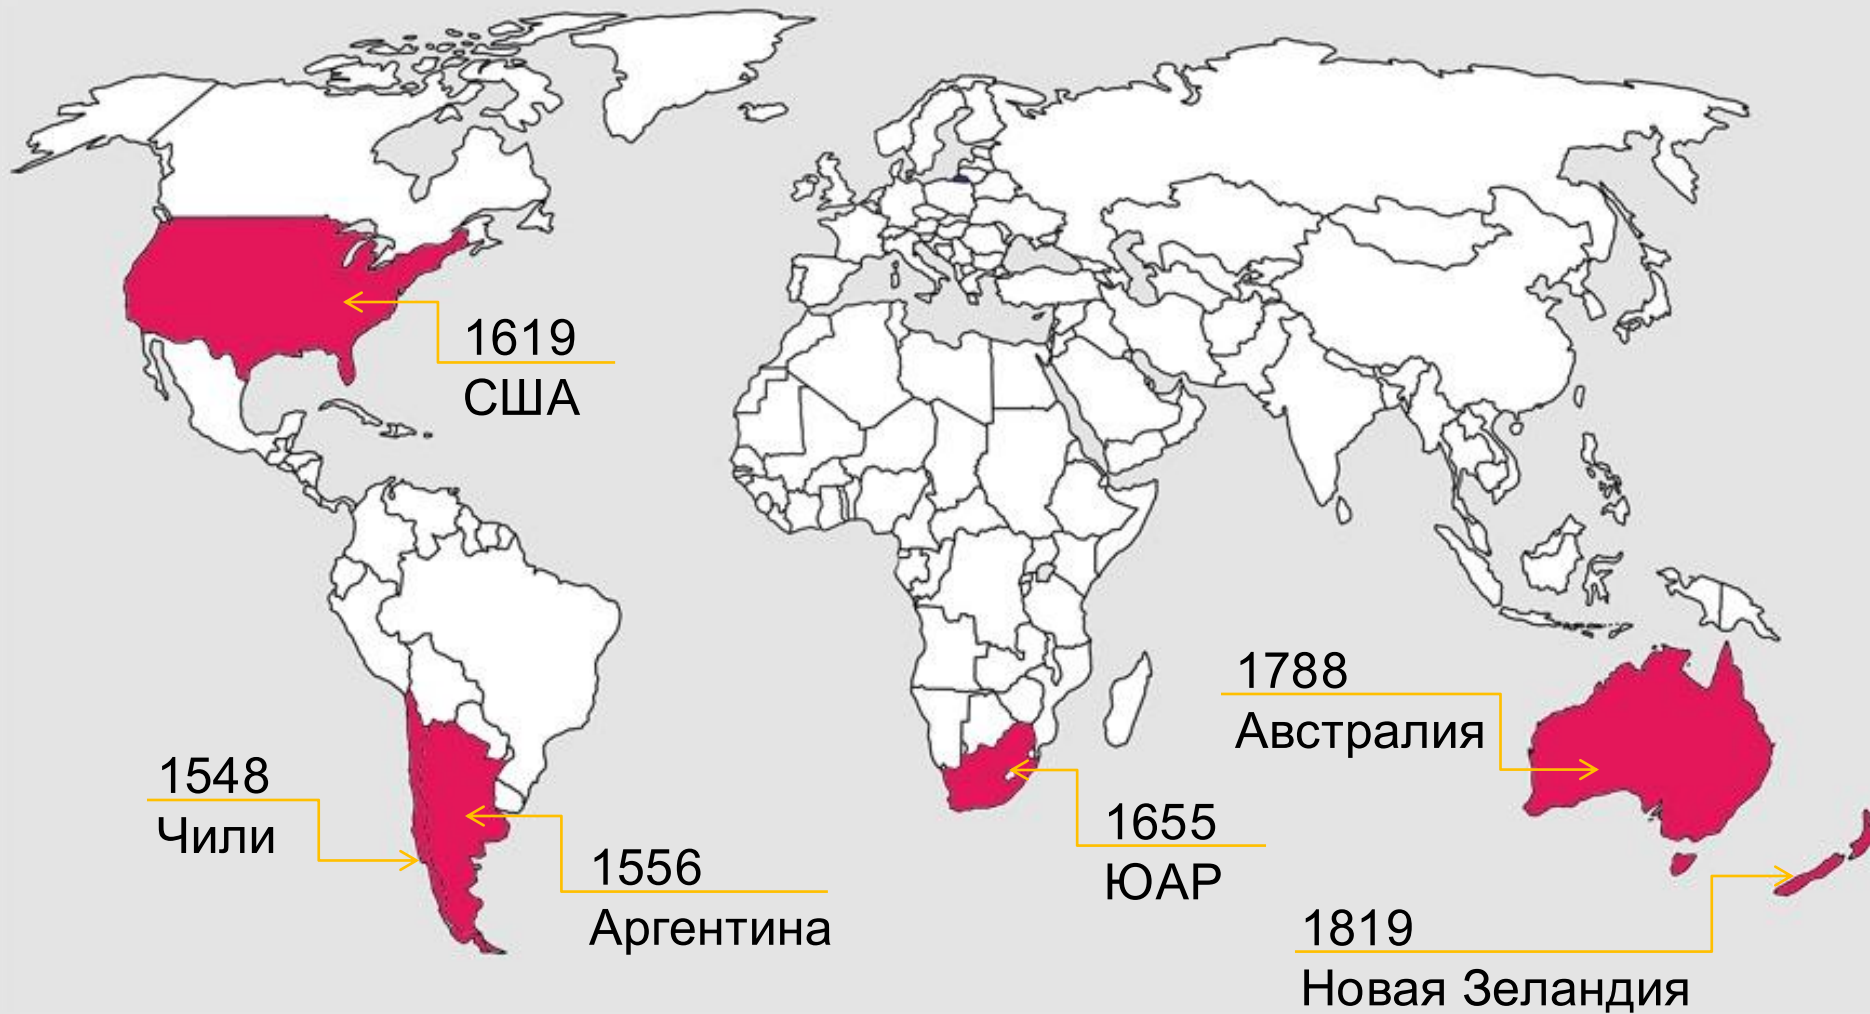 1619
США
1788
Австралия
1548
Чили
1655
ЮАР
1556
Аргентина
1819
Новая Зеландия